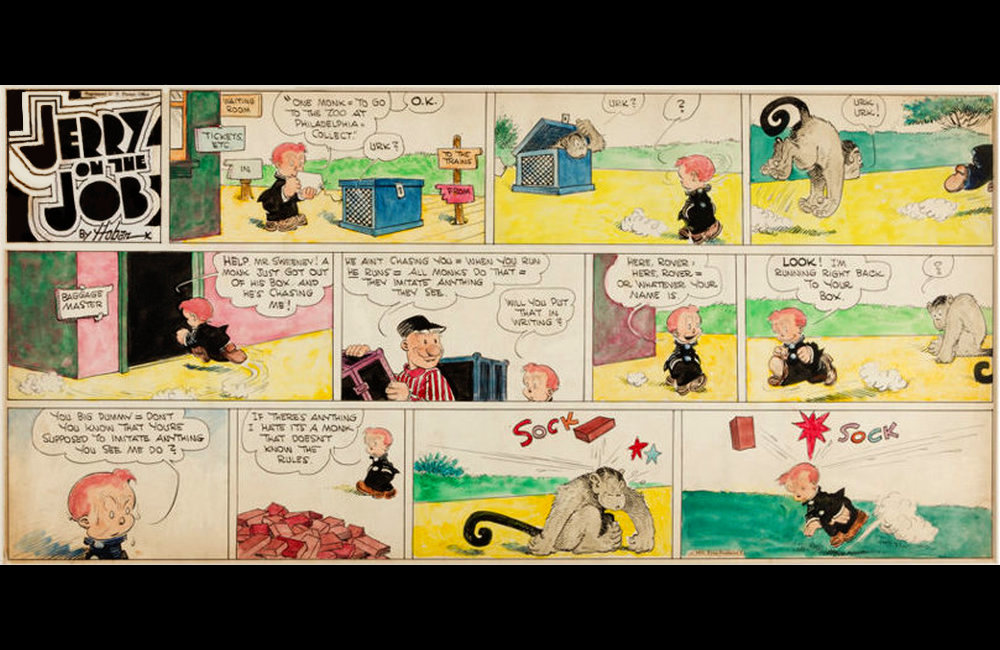 JERRY
ON THE
JOB
By Hoban
WAITING
ROOM
TICKETS
ETC
IN
"ONE MONK = TO GO
TO THE ZOO AT
PHILADELPHIA =
COLLECT."
O.K.
URK?
TO THE
TRAINS
FROM
URK?
?
URK
URK!
BAGGAGE
MASTER
HELP MR. SWEENEY! A
MONK JUST GOT OUT
OF HIS BOX AND
HE'S CHASING
ME!
HE AINT CHASING YOU = WHEN YOU RUN
HE RUNS = ALL MONKS DO THAT =
THEY IMITATE ANYTHING
THEY SEE.
WILL YOU PUT
THAT IN
WRITING?
HERE, ROVER,
HERE, ROVER =
OR WHATEVER YOUR
NAME IS
LOOK! I'M
RUNNING RIGHT BACK
TO YOUR
BOX.
?
YOU BIG DUMMY = DON'T
YOU KNOW THAT YOU'RE
SUPPOSED TO IMITATE ANYTHING
YOU SEE ME DO?
IF THERE'S ANYTHING
I HATE ITS A MONK
THAT DOESN'T
KNOW THE
RULES.
SOCK
SOCK